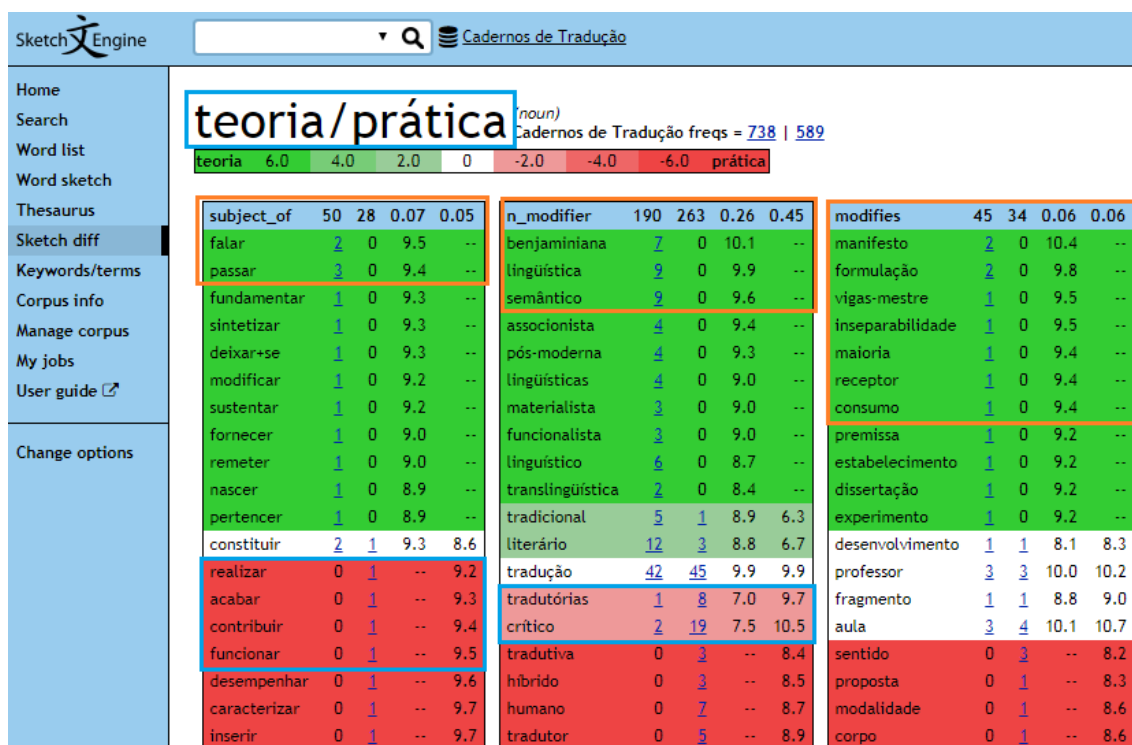 Sketch Engine
Cadernos de Tradução
Home
Search
Word list
Word sketch
Thesaurus
Sketch diff
Keywords/terms
Corpus info
Manage corpus
My jobs
User guide
Change options
teoria/prática (noun)
Cadernos de Tradução freqs = 738 | 589
teoria 6.0 4.0 2.0 0 -2.0 -4.0 -6.0 prática
subject_of 50 28 0.07 0.05
falar 2 0 9.5 --
passar 3 0 9.4 --
fundamentar 1 0 9.3 --
sintetizar 1 0 9.3 --
deixar+se 1 0 9.3 --
modificar 1 0 9.2 --
sustentar 1 0 9.2 --
fornecer 1 0 9.0 --
remeter 1 0 9.0 --
nascer 1 0 8.9 --
pertencer 1 0 8.9 --
constituir 2 1 9.3 8.6
realizar 0 1 -- 9.2
acabar 0 1 -- 9.3
contribuir 0 1 -- 9.4
funcionar 0 1 -- 9.5
desempenhar 0 1 -- 9.6
caracterizar 0 1 -- 9.7
inserir 0 1 -- 9.7
n_modifier 190 263 0.26 0.45
benjaminiana 7 0 10.1 --
lingüística 9 0 9.9 --
semântico 9 0 9.6 --
associonista 4 0 9.4 --
pós-moderna 4 0 9.3 --
lingüísticas 4 0 9.0 --
materialista 3 0 9.0 --
funcionalista 3 0 9.0 --
linguístico 6 0 8.7 --
translingüística 2 0 8.4 --
tradicional 5 1 8.9 6.3
literário 12 3 8.8 6.7
tradução 42 45 9.9 9.9
tradutórias 1 8 7.0 9.7
crítico 2 19 7.5 10.5
tradutiva 0 3 -- 8.4
híbrido 0 3 -- 8.5
humano 0 7 -- 8.7
tradutor 0 5 -- 8.9
modifies 45 34 0.06 0.06
manifesto 2 0 10.4 --
formulação 2 0 9.8 --
vigas-mestre 1 0 9.5 --
inseparabilidade 1 0 9.5 --
maioria 1 0 9.4 --
receptor 1 0 9.4 --
consumo 1 0 9.4 --
premissa 1 0 9.2 --
estabelecimento 1 0 9.2 --
dissertação 1 0 9.2 --
experimento 1 0 9.2 --
desenvolvimento 1 1 8.1 8.3
professor 3 3 10.0 10.2
fragmento 1 1 8.8 9.0
aula 3 4 10.1 10.7
sentido 0 3 -- 8.2
proposta 0 1 -- 8.3
modalidade 0 1 -- 8.6
corpo 0 1 -- 8.6